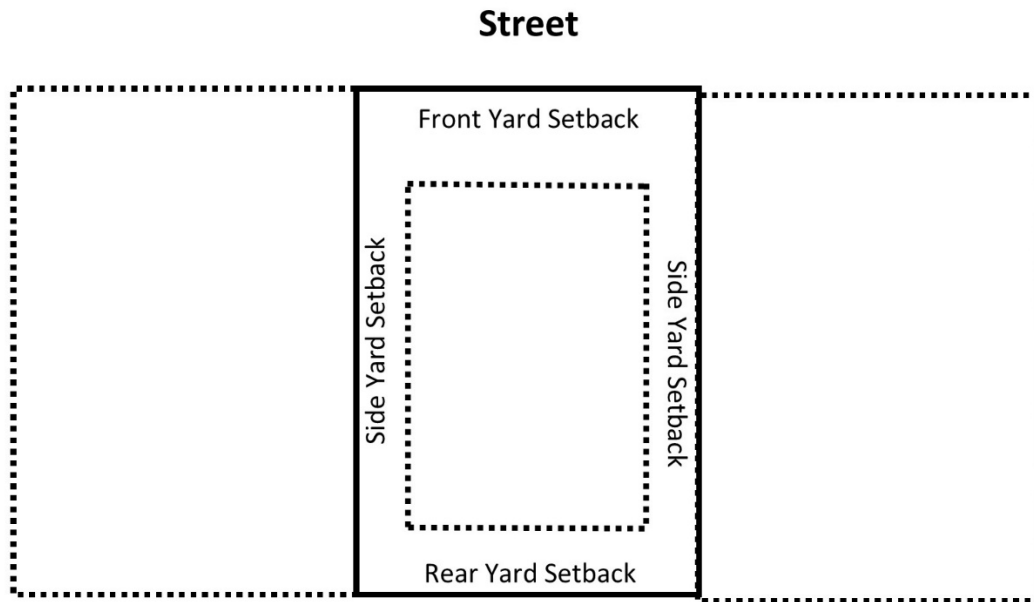 Street
Front Yard Setback
Side Yard Setback
Side Yard Setback
Rear Yard Setback